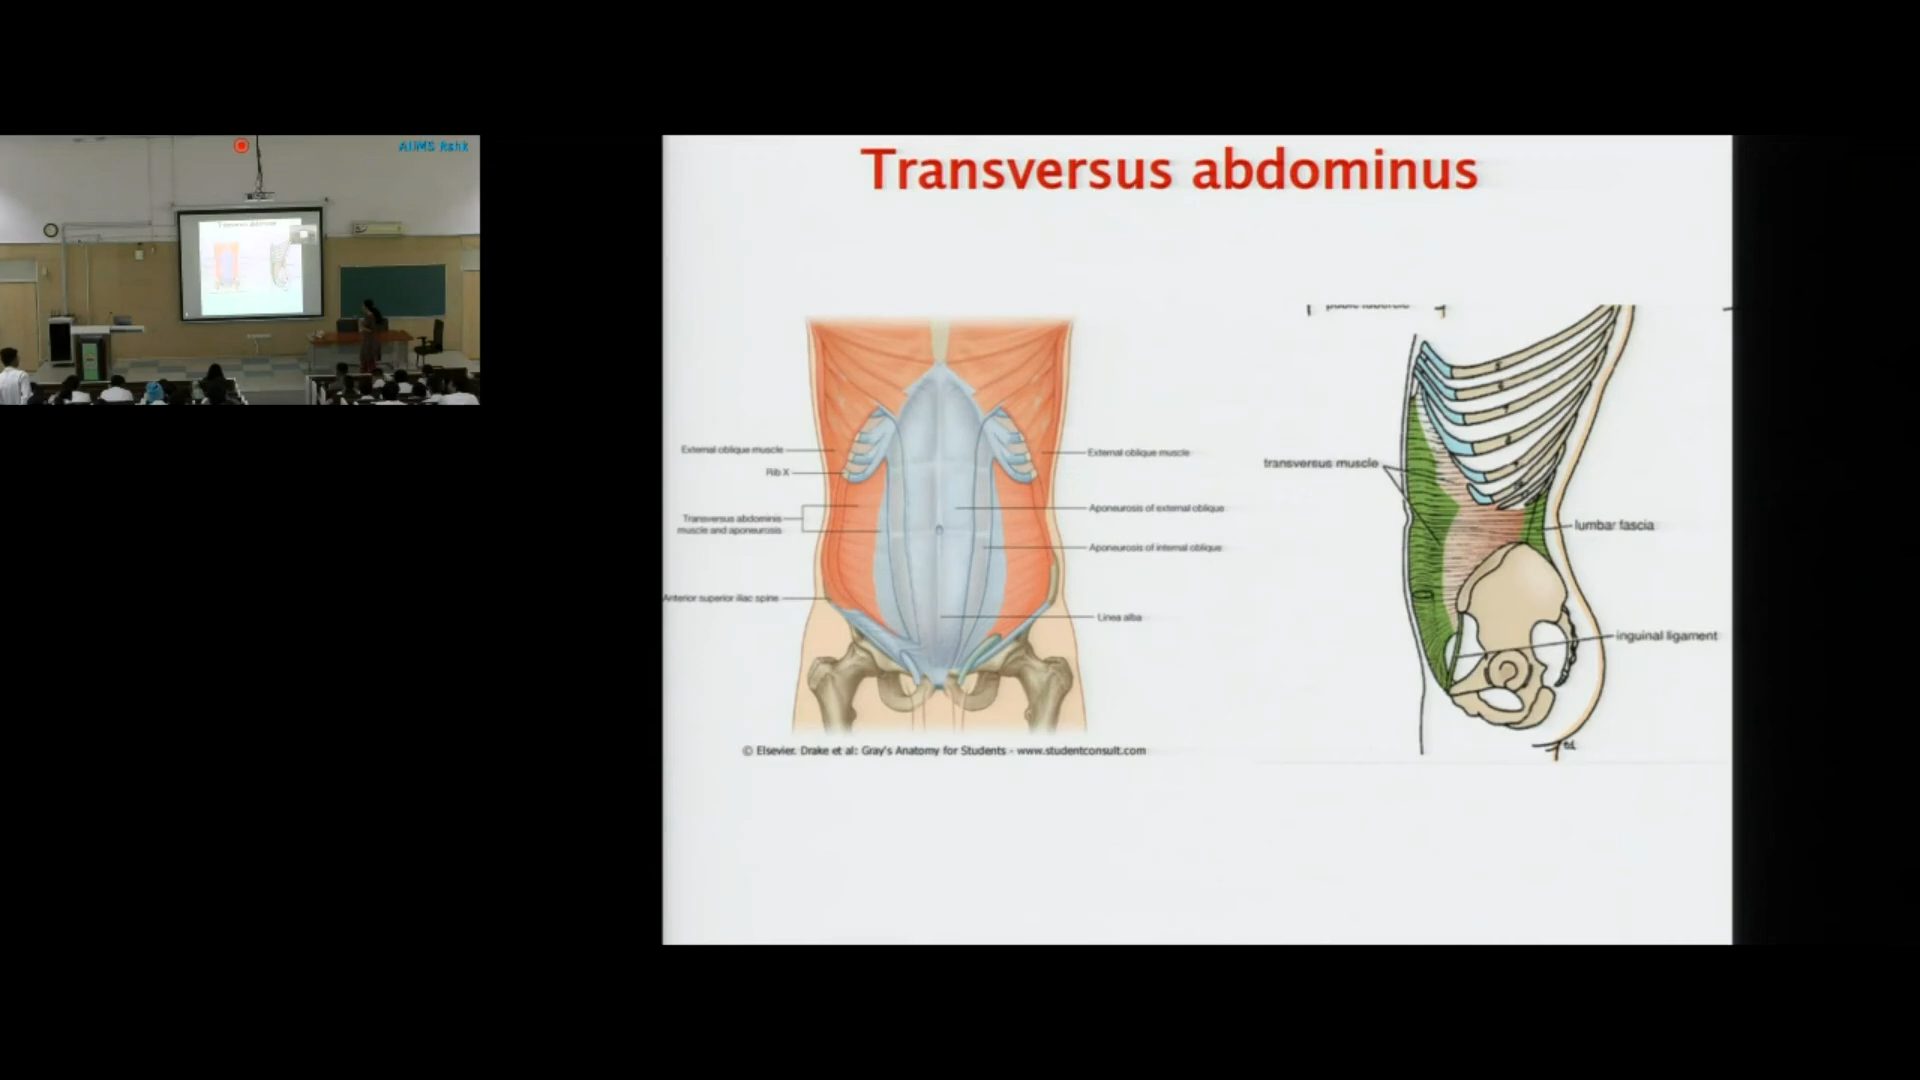 AIIMS Rshk
Transversus abdominus
External oblique muscle
Rib X
Transversus abdominis
muscle and aponeurosis
Anterior superior iliac spine
External oblique muscle
Aponeurosis of external oblique
Aponeurosis of internal oblique
Linea alba
© Elsevier. Drake et al: Gray's Anatomy for Students - www.studentconsult.com
transversus muscle
lumbar fascia
inguinal ligament